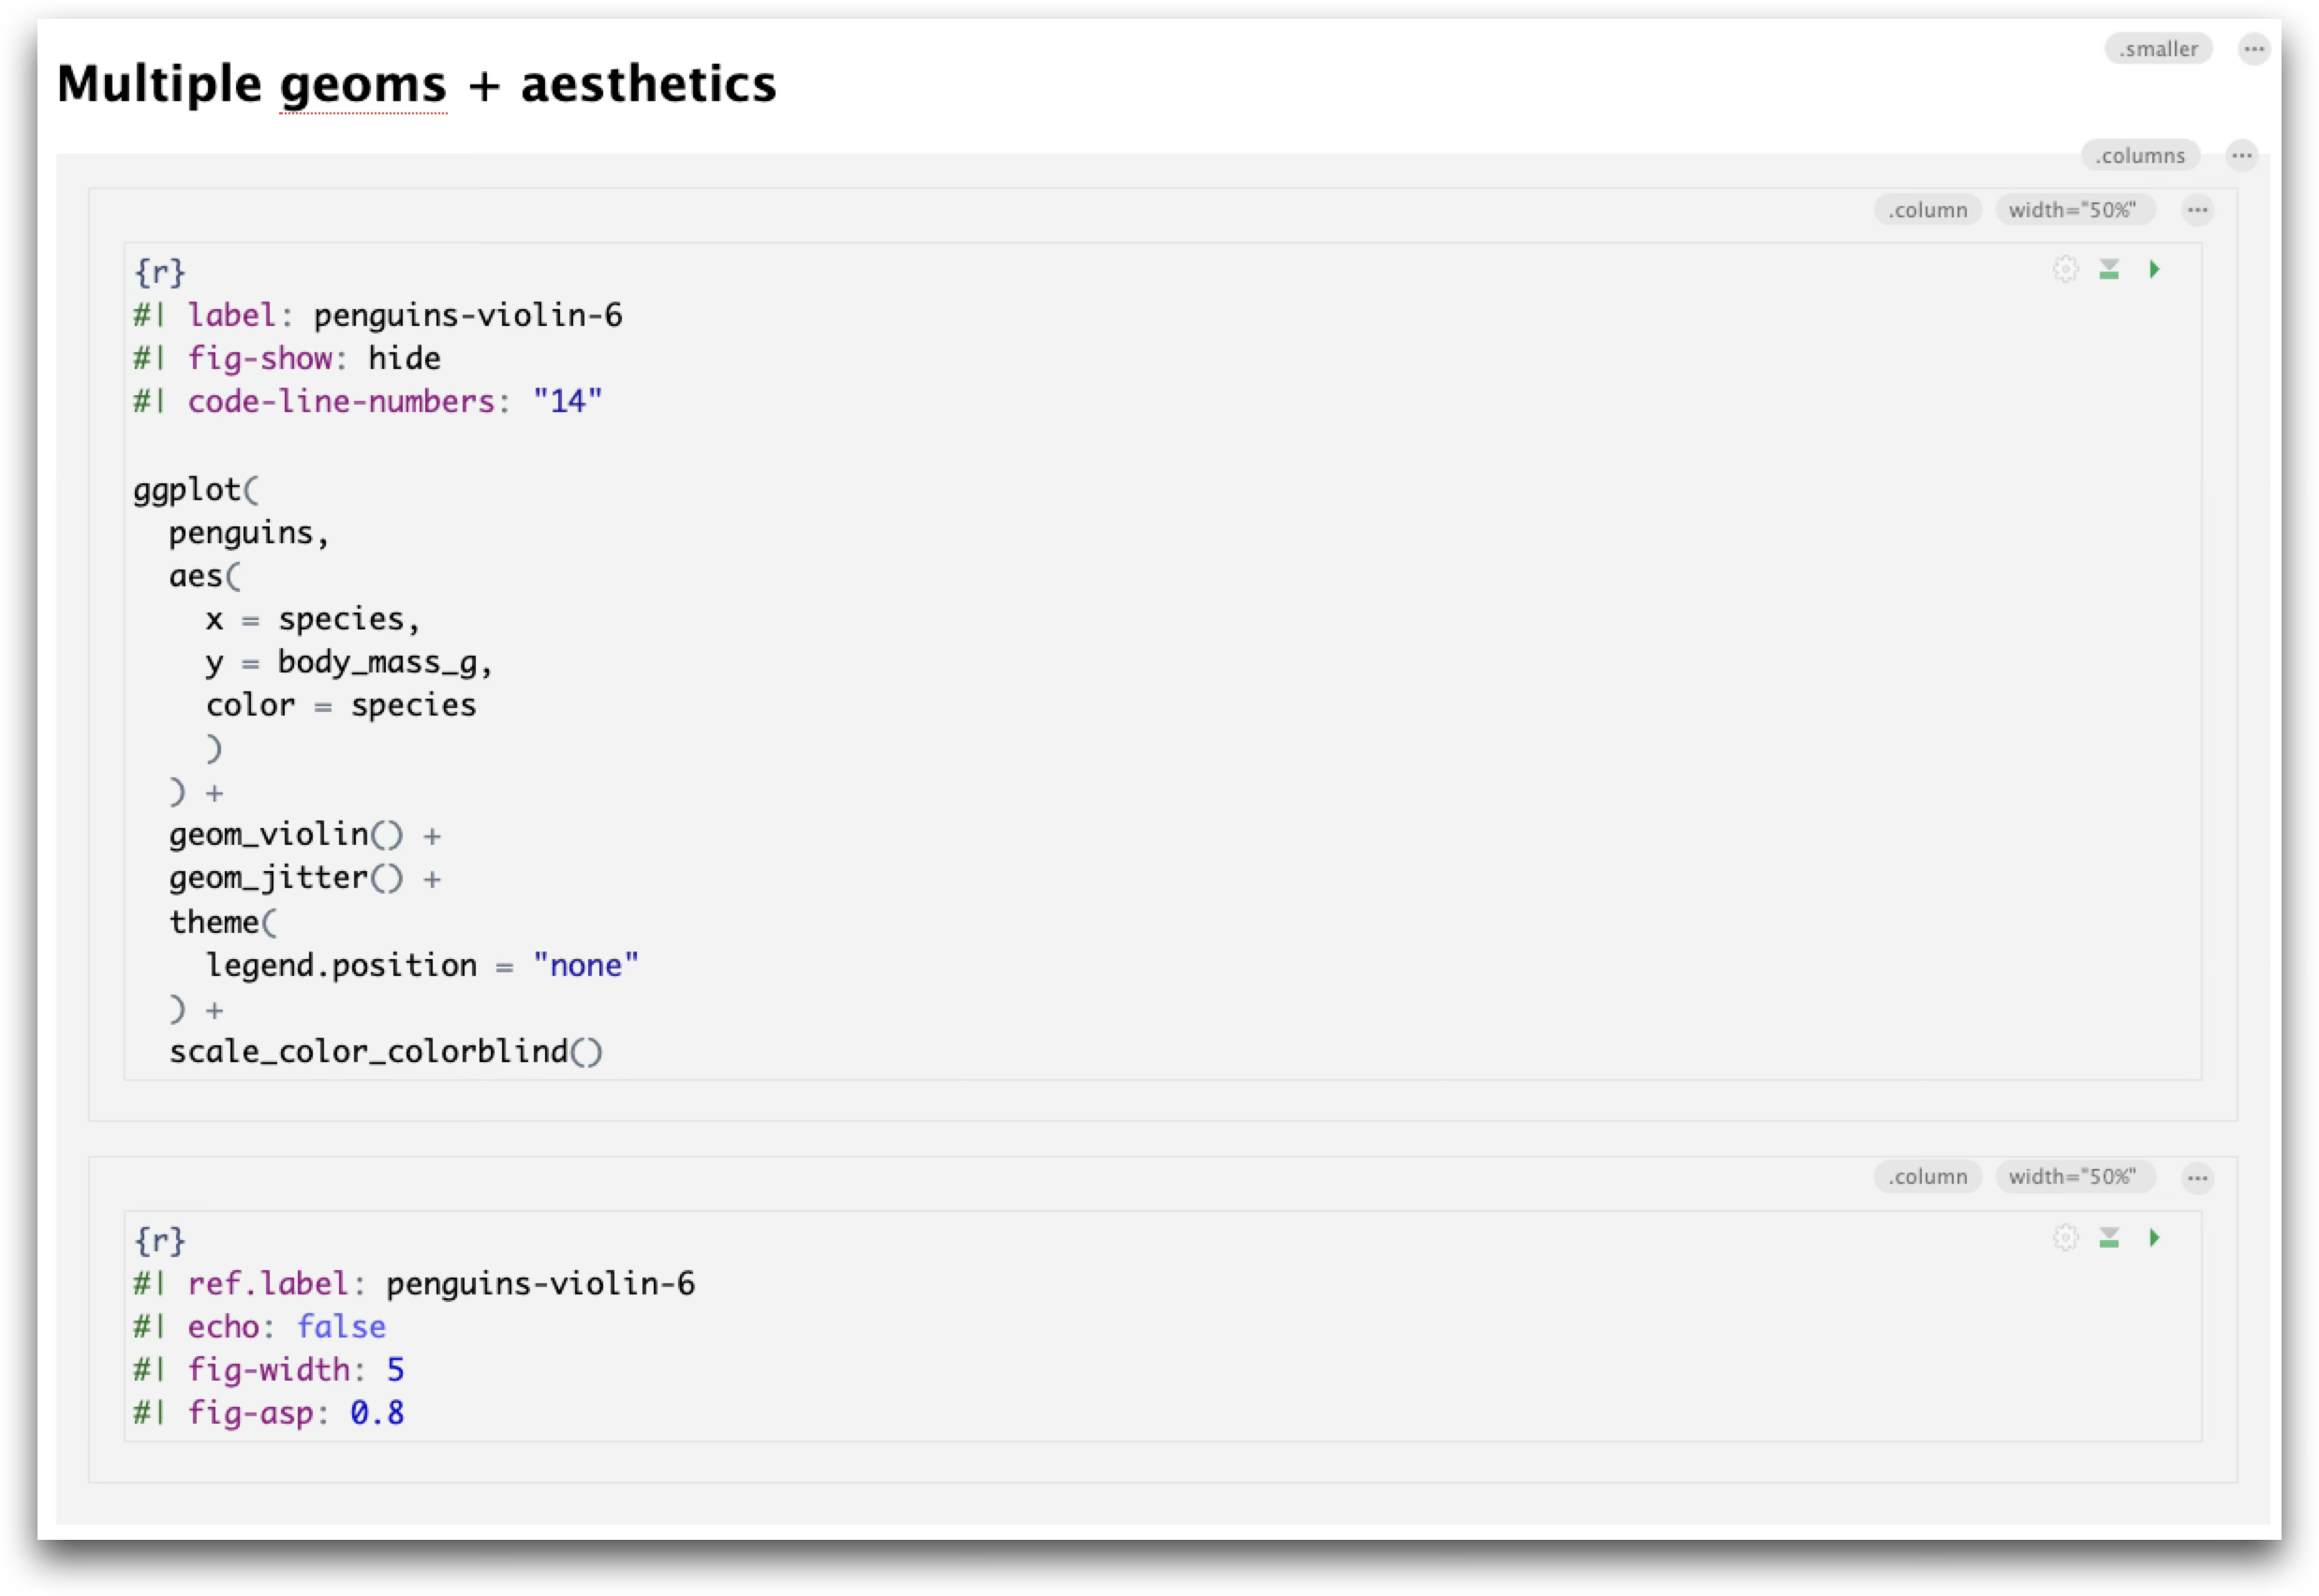 .smaller ···
Multiple geoms + aesthetics
.columns ···
.column width="50%" ···
{r}
#| label: penguins-violin-6
#| fig-show: hide
#| code-line-numbers: "14"
ggplot(
  penguins,
  aes(
    x = species,
    y = body_mass_g,
    color = species
    )
  ) +
  geom_violin() +
  geom_jitter() +
  theme(
    legend.position = "none"
  ) +
  scale_color_colorblind()
.column width="50%" ···
{r}
#| ref.label: penguins-violin-6
#| echo: false
#| fig-width: 5
#| fig-asp: 0.8